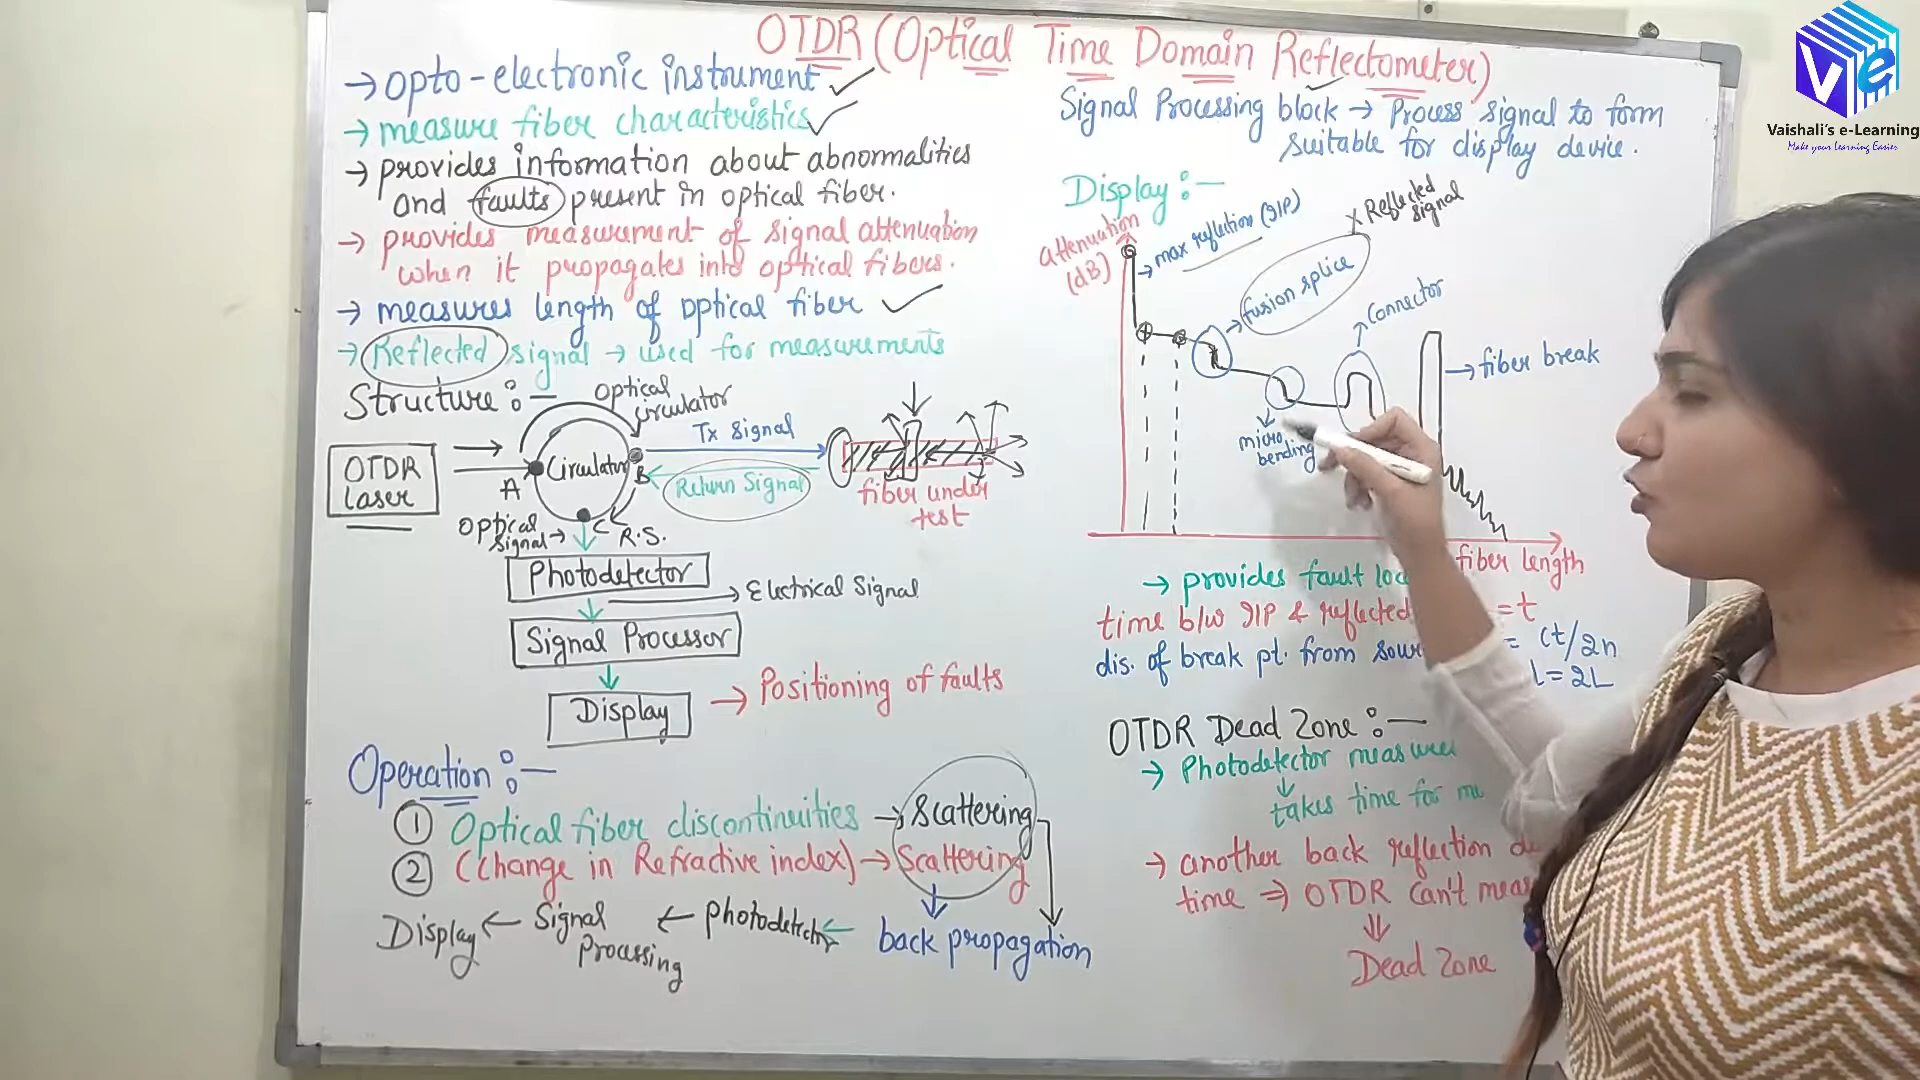 OTDR (Optical Time Domain Reflectometer)
→ opto-electronic instrument
→ measure fiber characteristics
→ provides information about abnormalities
and faults present in optical fiber.
→ provides measurement of signal attenuation
when it propagates into optical fibers.
→ measures length of optical fiber
→ Reflected signal → used for measurements
Structure :-
Optical
circulator
OTDR
laser
A
Circulator
B
C
R.S.
Tx Signal
Return Signal
fiber under
test
Optical
signal →
Photodetector
→ Electrical Signal
Signal Processor
Display
→ Positioning of faults
Operation :-
① Optical fiber discontinuities → Scattering
② (Change in Refractive index) → Scattering
Display ← Signal Processing ← photodetector ← back propagation
Signal Processing block → Process signal to form
suitable for display device.
Display :-
attenuation
(dB)
→ max reflection (I/P)
x Reflected
signal
→ fusion splice
Connector
→ fiber break
micro
bending
fiber length
→ provides fault
time b/w I/P & reflected = t
dis. of break pt. from = ct/2n
l = 2L
OTDR Dead Zone :-
→ Photodetector
takes time for
→ another back reflection
time ⇒ OTDR can't
Dead Zone
Vaishali's e-Learning
Make your Learning Easier